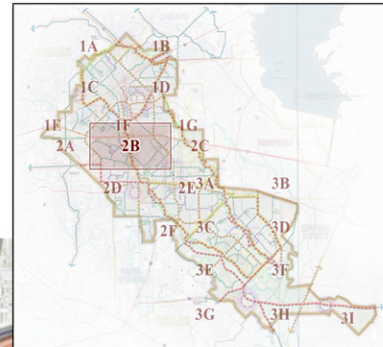 1A 1B
1C 1D
1E 1F 1G
2A 2B 2C
2D 2E 3A 3B
2F 3C 3D
3E 3F
3G 3H 3I